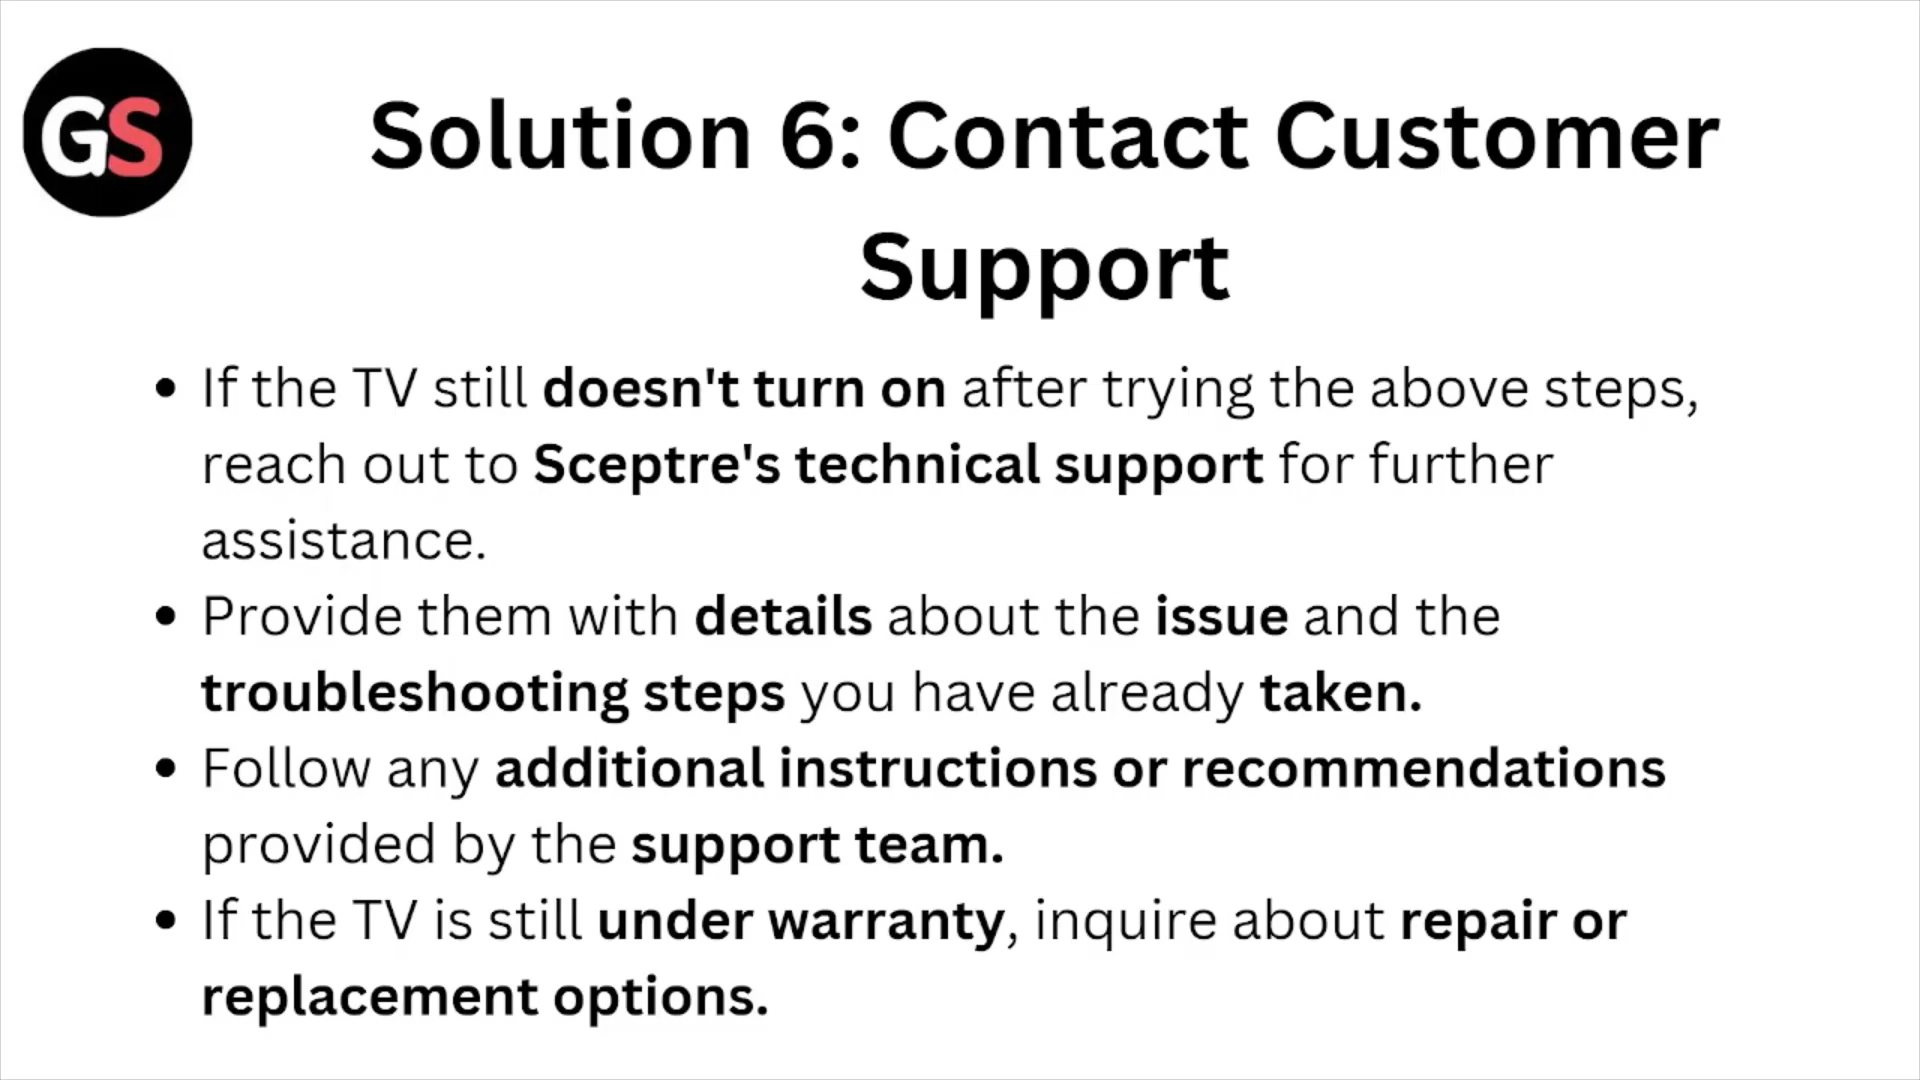 GS
Solution 6: Contact Customer
Support
• If the TV still doesn't turn on after trying the above steps,
reach out to Sceptre's technical support for further
assistance.
• Provide them with details about the issue and the
troubleshooting steps you have already taken.
• Follow any additional instructions or recommendations
provided by the support team.
• If the TV is still under warranty, inquire about repair or
replacement options.